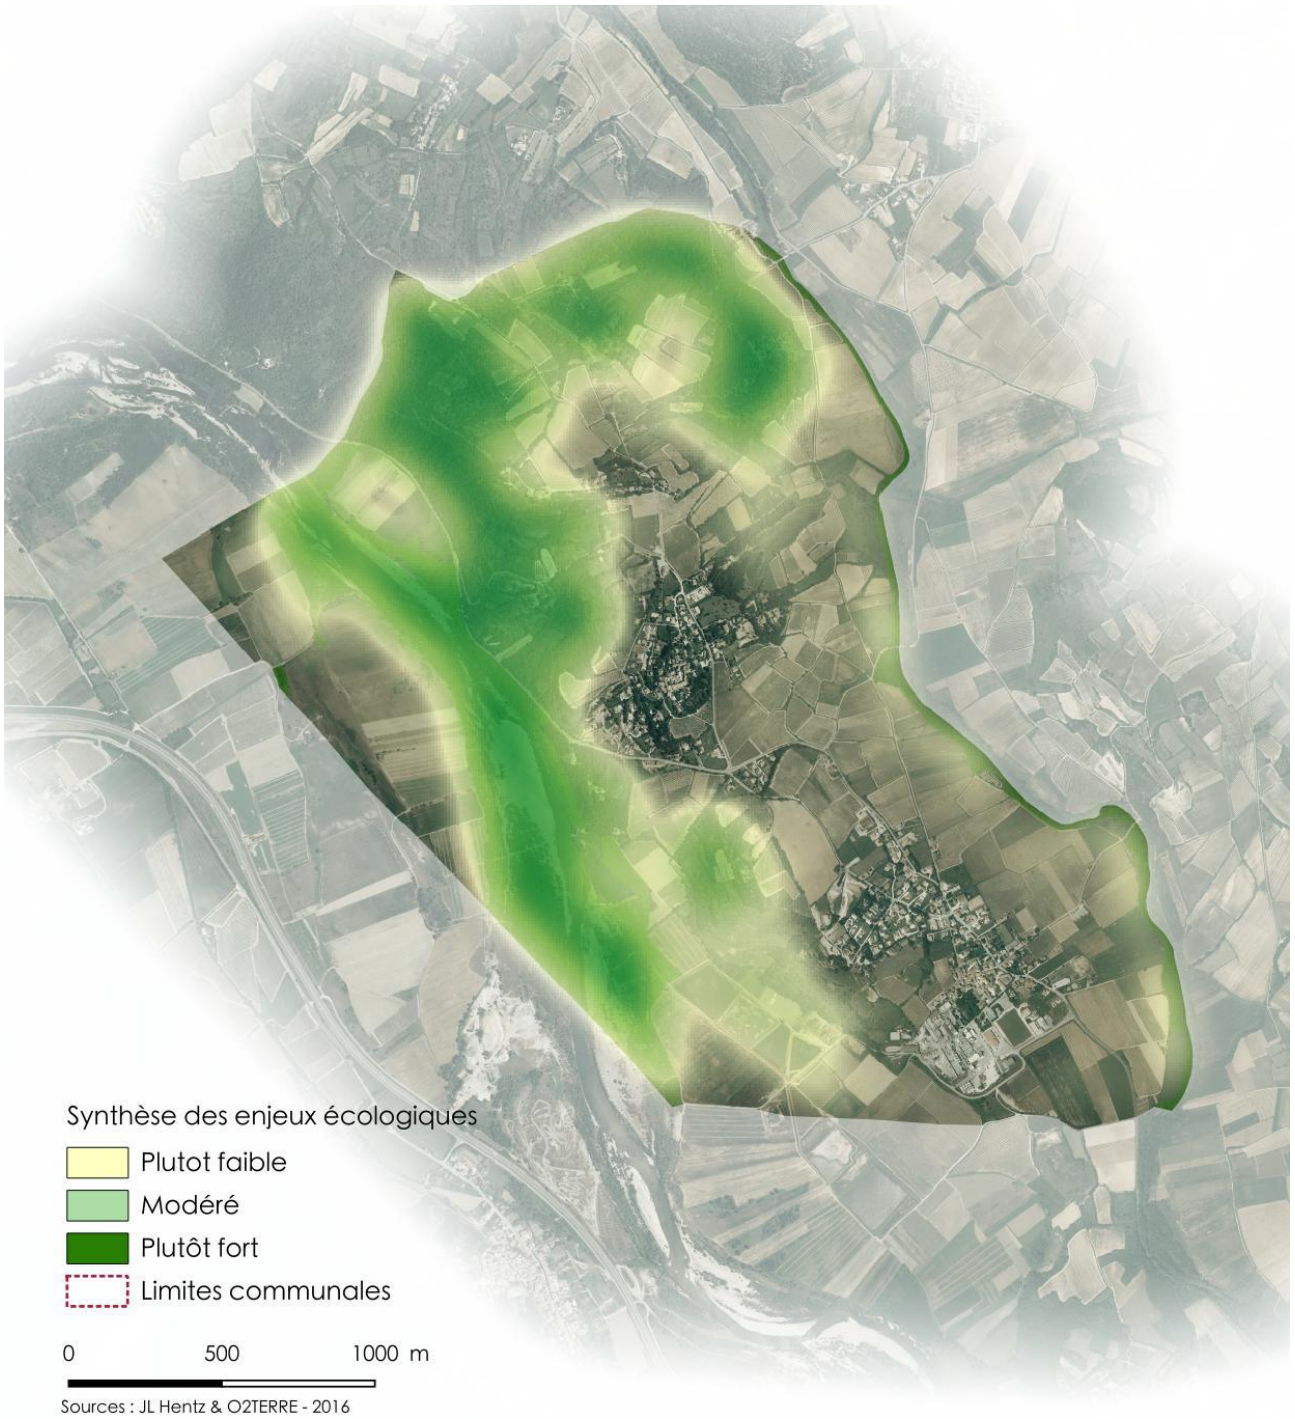 Synthèse des enjeux écologiques
Plutot faible
Modéré
Plutôt fort
Limites communales
0 500 1000 m
Sources : JL Hentz & O2TERRE - 2016